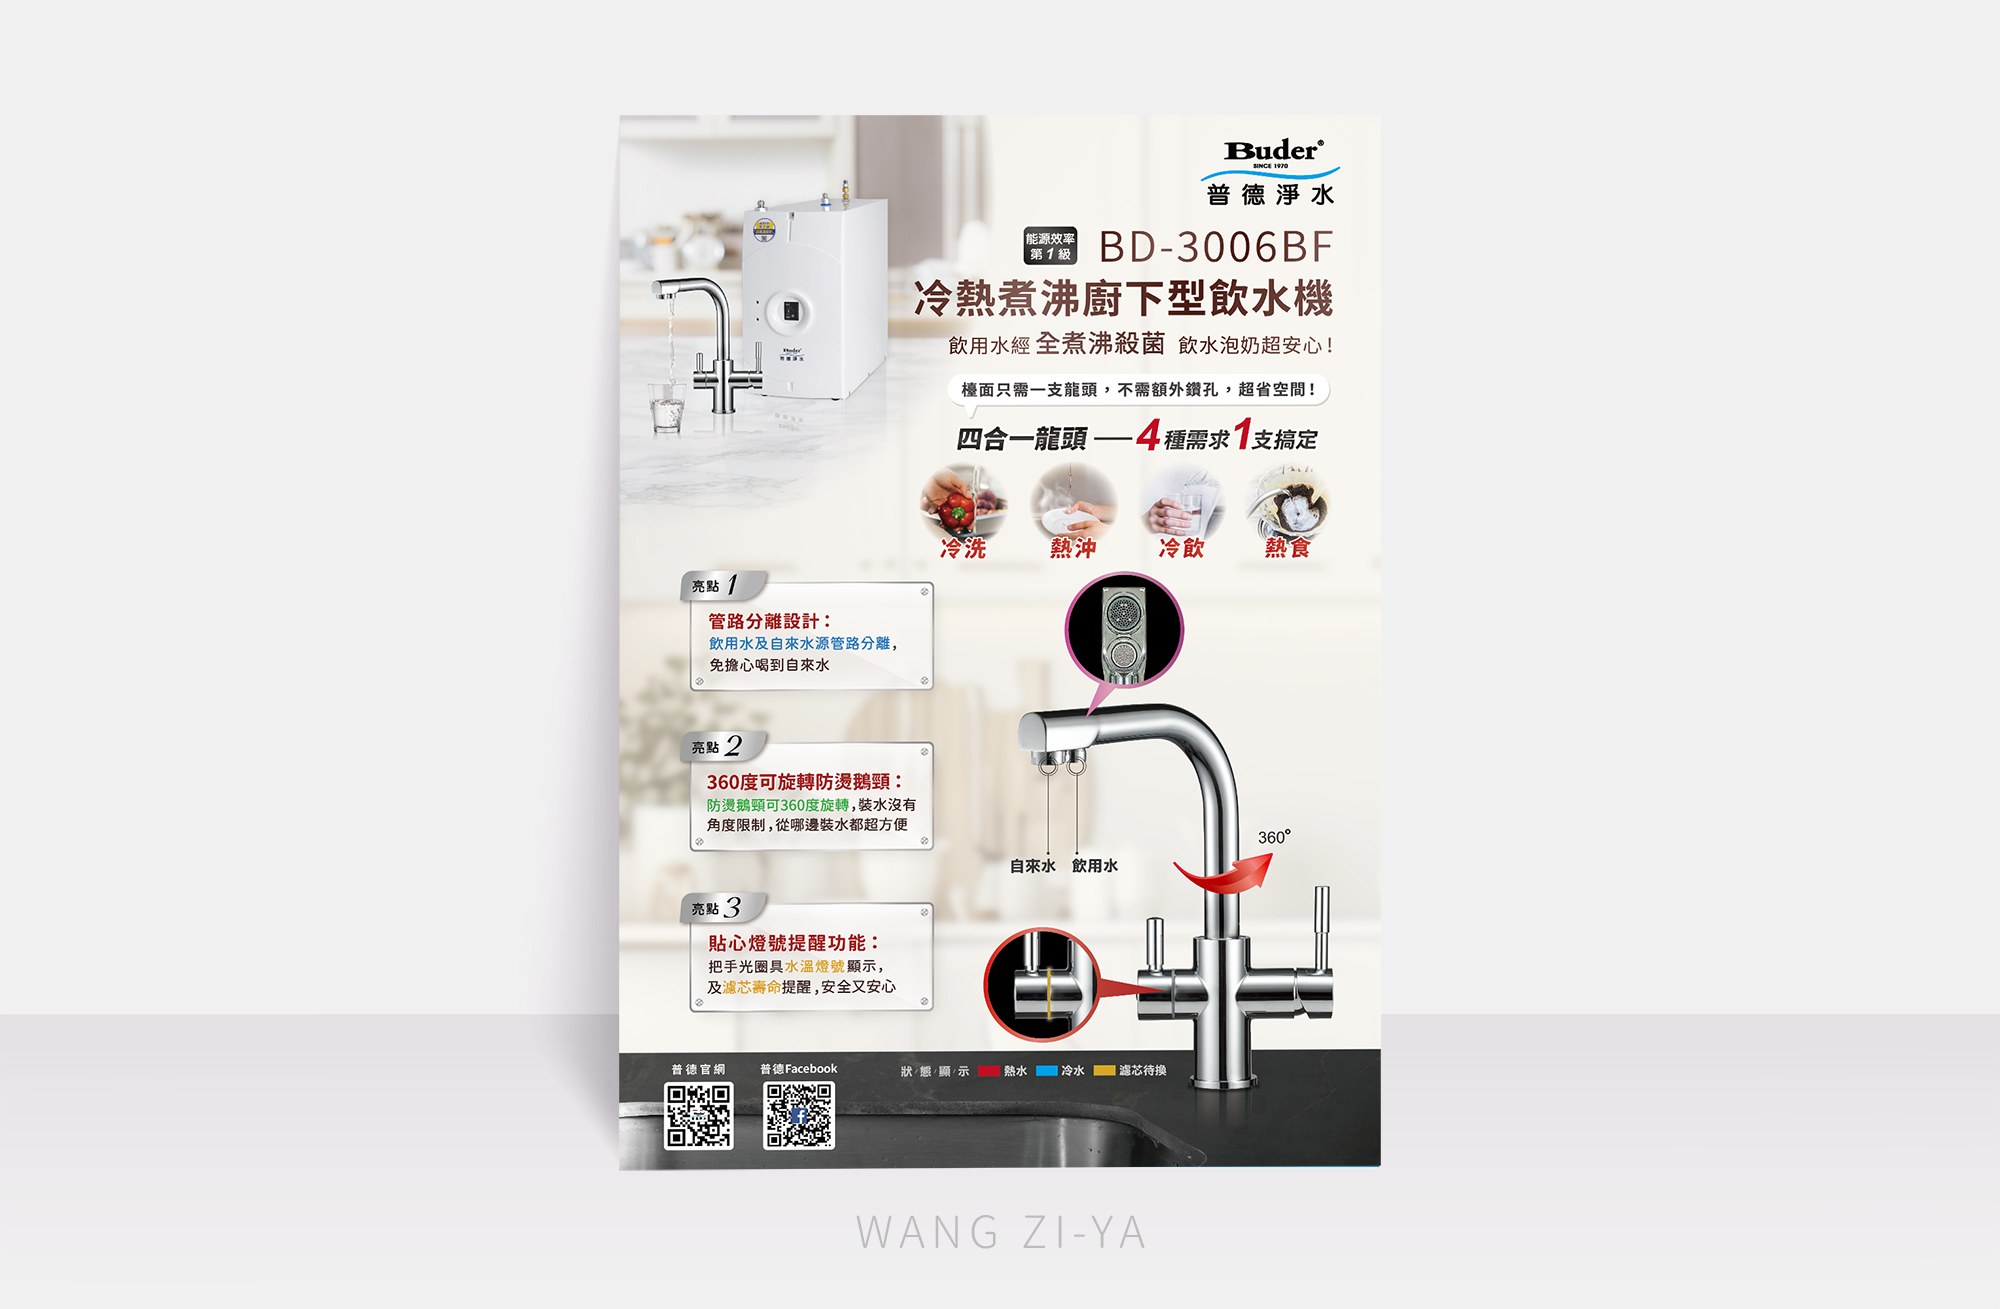 Buder®
SINCE 1970
普德淨水
能源效率
第1級
BD-3006BF
冷熱煮沸廚下型飲水機
飲用水經 全煮沸殺菌 飲水泡奶超安心！
檯面只需一支龍頭，不需額外鑽孔，超省空間！
四合一龍頭 — 4種需求1支搞定
冷洗
熱沖
冷飲
熱食
Buder
普德淨水
亮點 1
管路分離設計：
飲用水及自來水源管路分離，
免擔心喝到自來水
亮點 2
360度可旋轉防燙鵝頸：
防燙鵝頸可360度旋轉，裝水沒有
角度限制，從哪邊裝水都超方便
亮點 3
貼心燈號提醒功能：
把手光圈具水溫燈號顯示，
及濾芯壽命提醒，安全又安心
自來水
飲用水
360°
普德官網
普德Facebook
狀/態/顯/示 熱水 冷水 濾芯待換
WANG ZI-YA